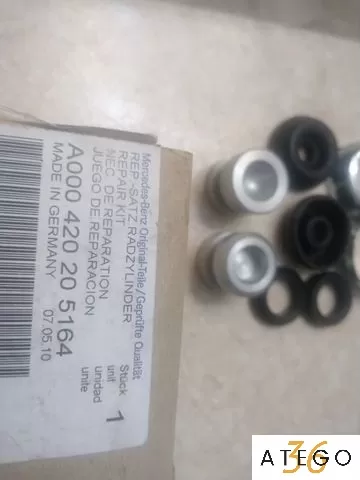 Mercedes-Benz Original-Teile/Geprüfte Qualität
REP.-SATZ RADZYLINDER
REPAIR KIT
NEC. DE REPARATION
JUEGO DE REPARACION
Stück
unit
unidad
unite
1
A000 420 20 5164
MADE IN GERMANY
07.05.10
36
ATEGO